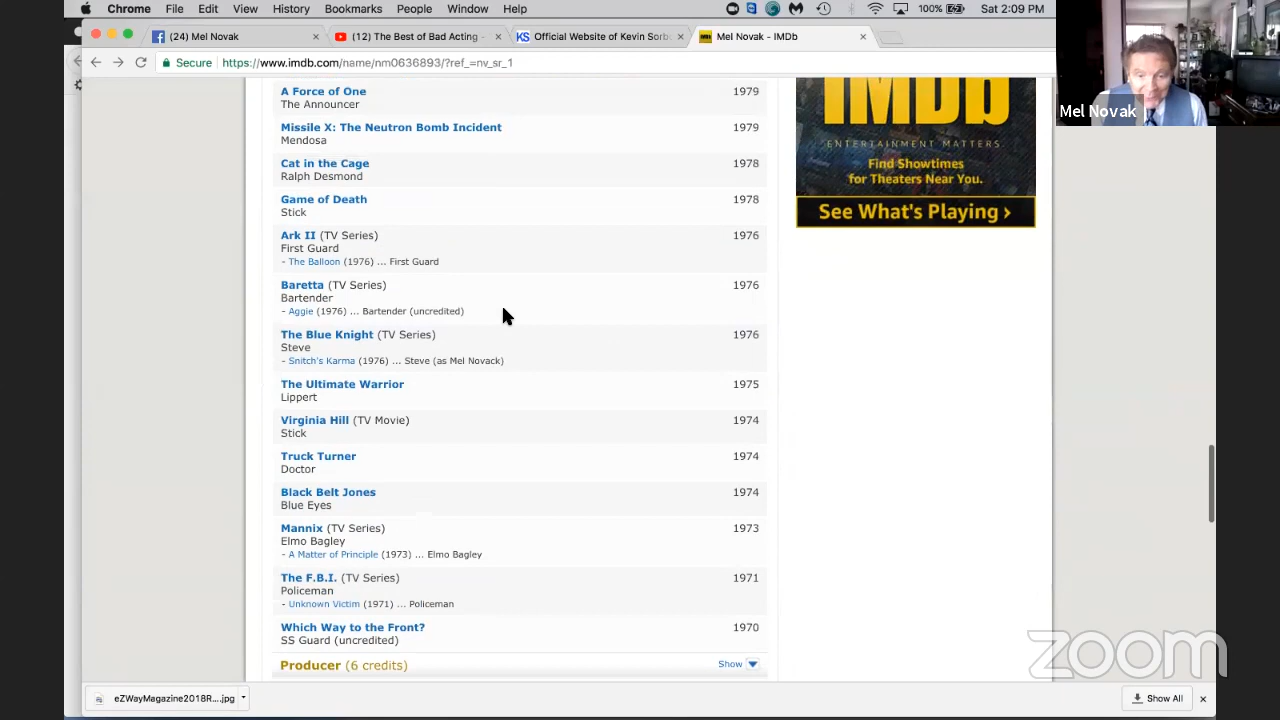 Chrome File Edit View History Bookmarks People Window Help 100% Sat 2:09 PM
(24) Mel Novak × (12) The Best of Bad Acting - × KS Official Website of Kevin Sorb × IMDb Mel Novak - IMDb ×
Secure https://www.imdb.com/name/nm0636893/?ref_=nv_sr_1
Mel Novak
A Force of One 1979
The Announcer
Missile X: The Neutron Bomb Incident 1979
Mendosa
Cat in the Cage 1978
Ralph Desmond
Game of Death 1978
Stick
Ark II (TV Series) 1976
First Guard
- The Balloon (1976) ... First Guard
Baretta (TV Series) 1976
Bartender
- Aggie (1976) ... Bartender (uncredited)
The Blue Knight (TV Series) 1976
Steve
- Snitch's Karma (1976) ... Steve (as Mel Novack)
The Ultimate Warrior 1975
Lippert
Virginia Hill (TV Movie) 1974
Stick
Truck Turner 1974
Doctor
Black Belt Jones 1974
Blue Eyes
Mannix (TV Series) 1973
Elmo Bagley
- A Matter of Principle (1973) ... Elmo Bagley
The F.B.I. (TV Series) 1971
Policeman
- Unknown Victim (1971) ... Policeman
Which Way to the Front? 1970
SS Guard (uncredited)
Producer (6 credits) Show
IMDb
ENTERTAINMENT MATTERS.
Find Showtimes
for Theaters Near You.
See What's Playing ›
zoom
eZWayMagazine2018R....jpg Show All ×